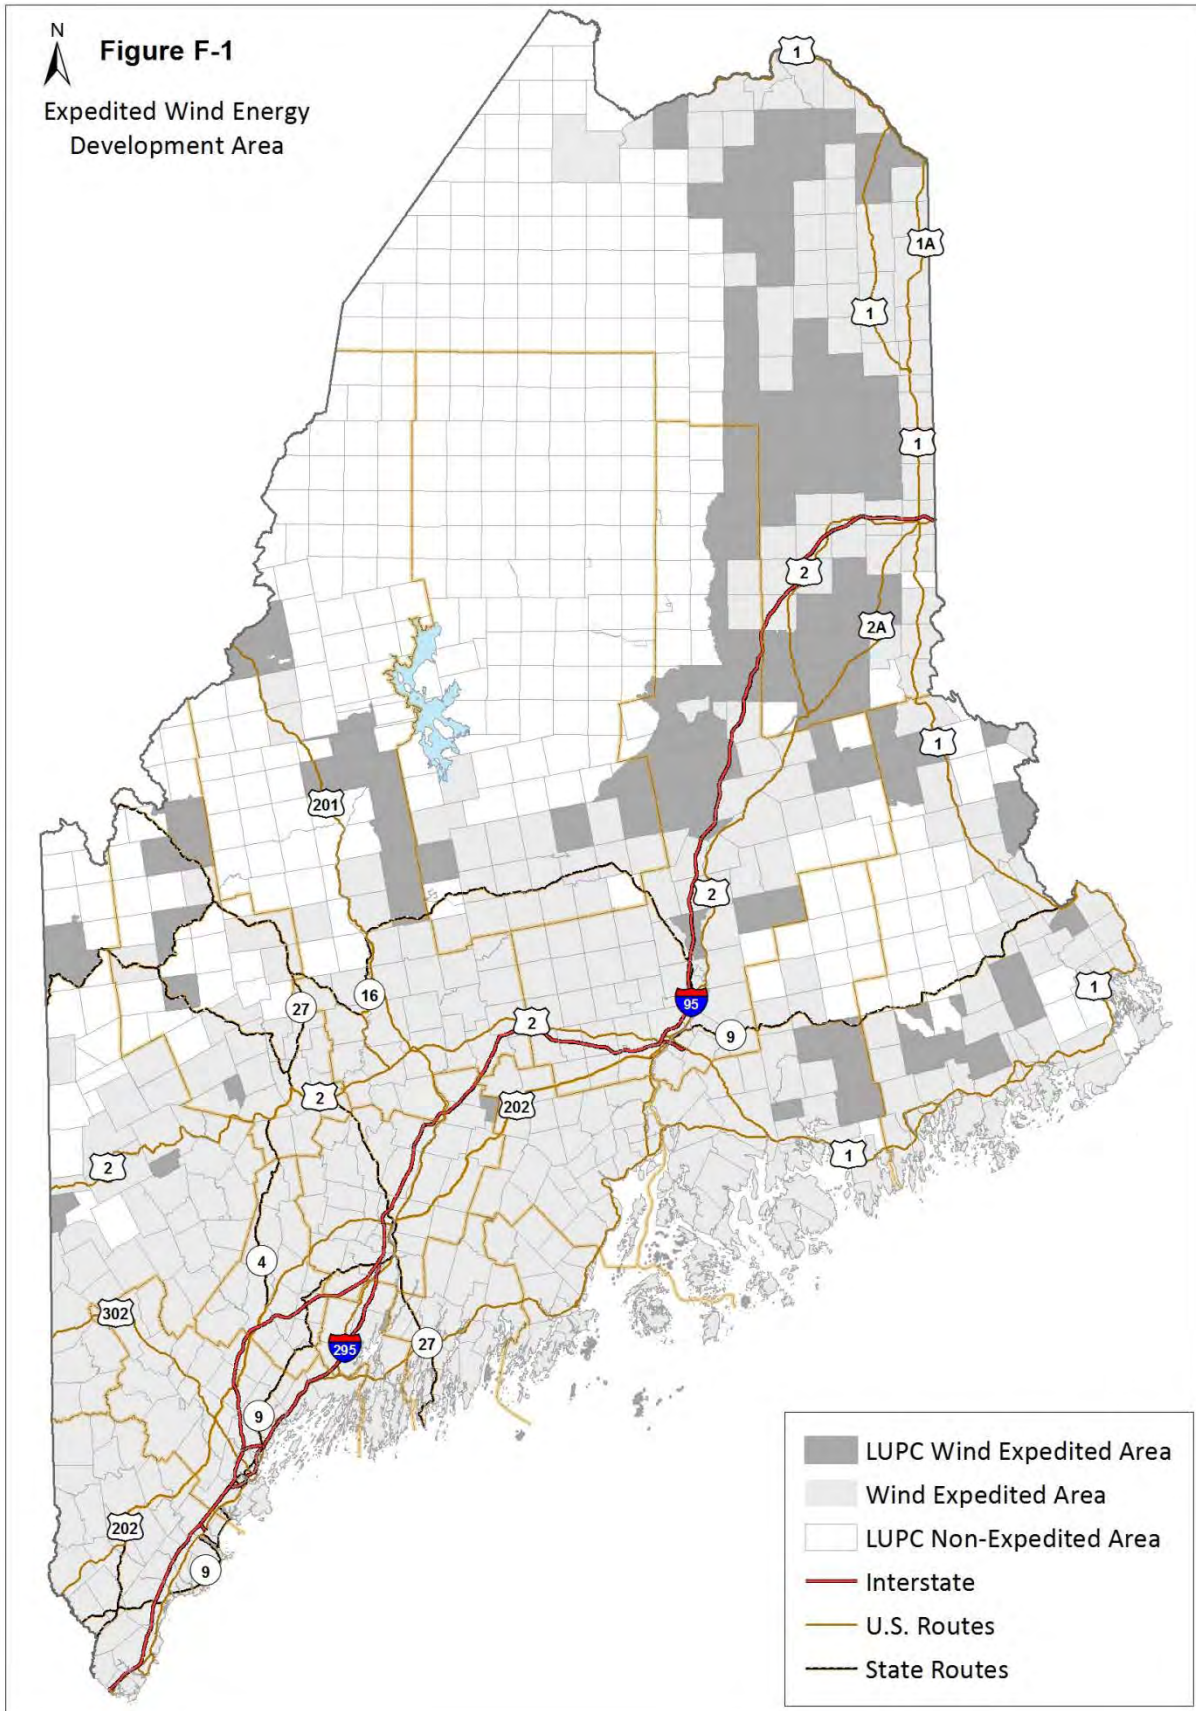 N
Figure F-1
Expedited Wind Energy
Development Area
1
1A
1
1
2
2A
1
201
2
16
27
95
1
2
9
2
202
2
1
4
302
27
295
9
202
9
LUPC Wind Expedited Area
Wind Expedited Area
LUPC Non-Expedited Area
Interstate
U.S. Routes
State Routes